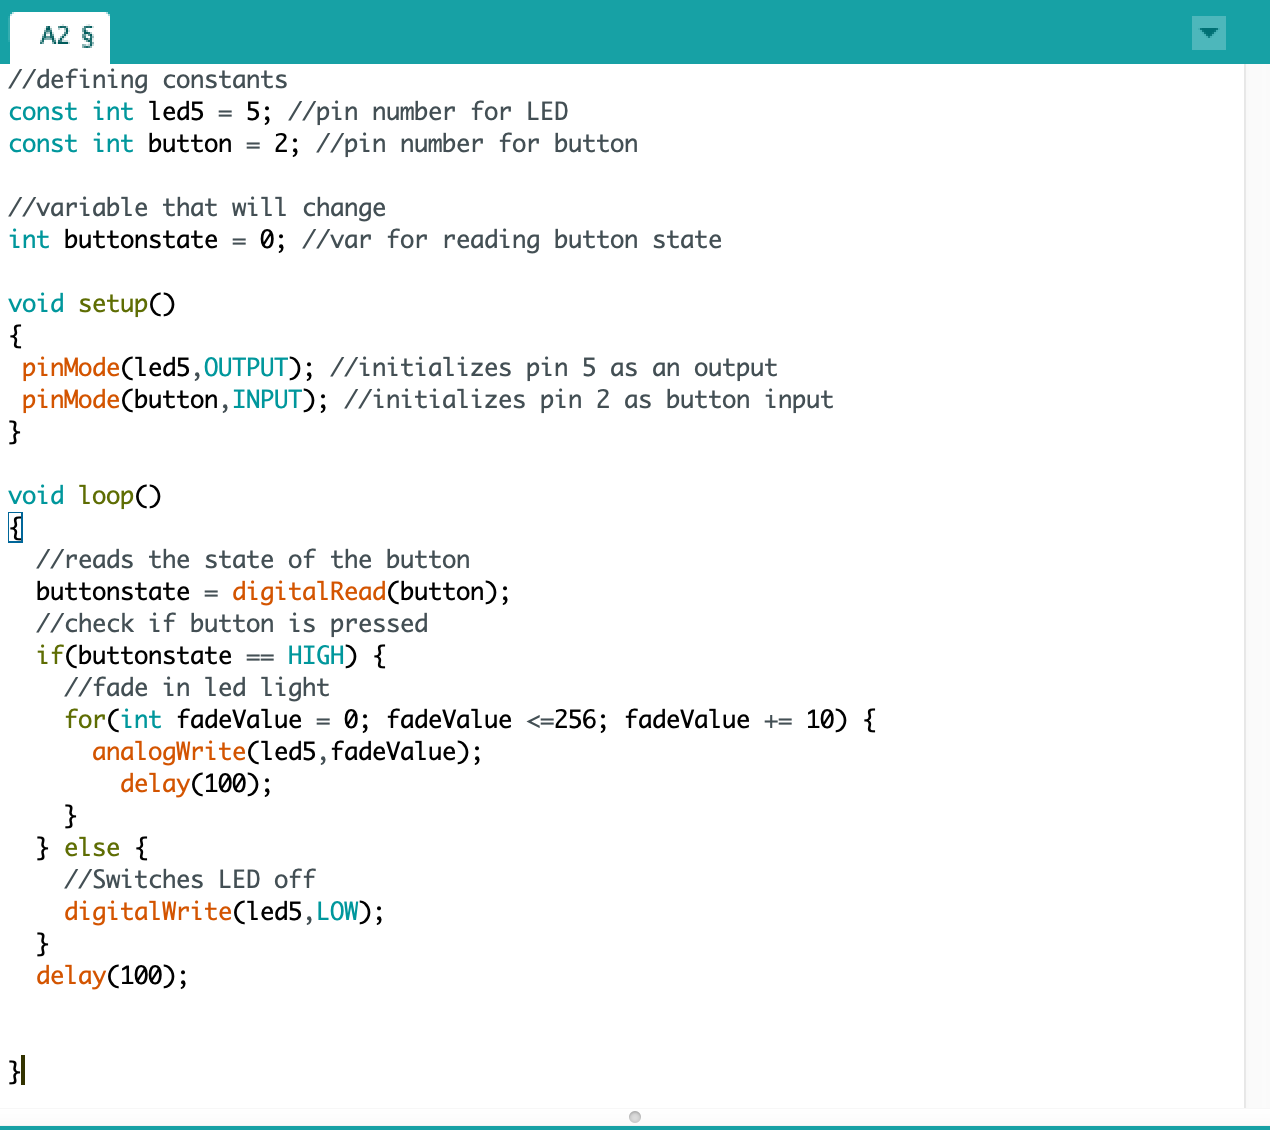 A2 §
//defining constants
const int led5 = 5; //pin number for LED
const int button = 2; //pin number for button
//variable that will change
int buttonstate = 0; //var for reading button state
void setup()
{
 pinMode(led5,OUTPUT); //initializes pin 5 as an output
 pinMode(button,INPUT); //initializes pin 2 as button input
}
void loop()
{
  //reads the state of the button
  buttonstate = digitalRead(button);
  //check if button is pressed
  if(buttonstate == HIGH) {
    //fade in led light
    for(int fadeValue = 0; fadeValue <=256; fadeValue += 10) {
      analogWrite(led5,fadeValue);
        delay(100);
    }
  } else {
    //Switches LED off
    digitalWrite(led5,LOW);
  }
  delay(100);
}